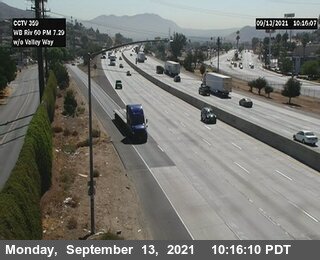 CCTV 359
WB Riv 60 PM 7.29
w/o Valley Way
09/13/2021 10:16:07
Monday, September 13, 2021 10:16:10 PDT